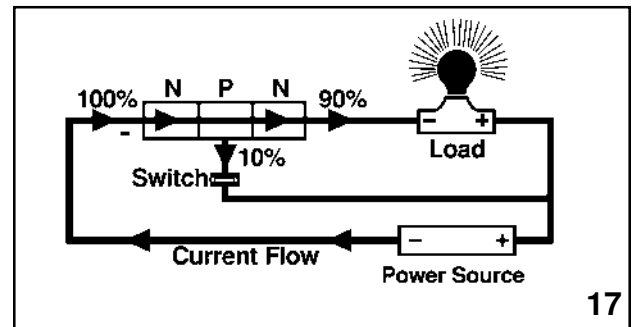 N P N
100% 90%
-
10%
- +
Load
Switch
Current Flow
- +
Power Source
17